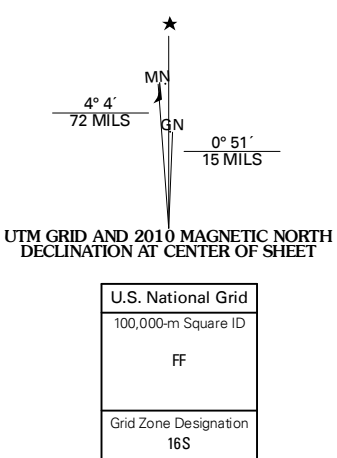 ★
MN
4° 4´
72 MILS
GN
0° 51´
15 MILS
UTM GRID AND 2010 MAGNETIC NORTH
DECLINATION AT CENTER OF SHEET
U.S. National Grid
100,000-m Square ID
FF
Grid Zone Designation
16S